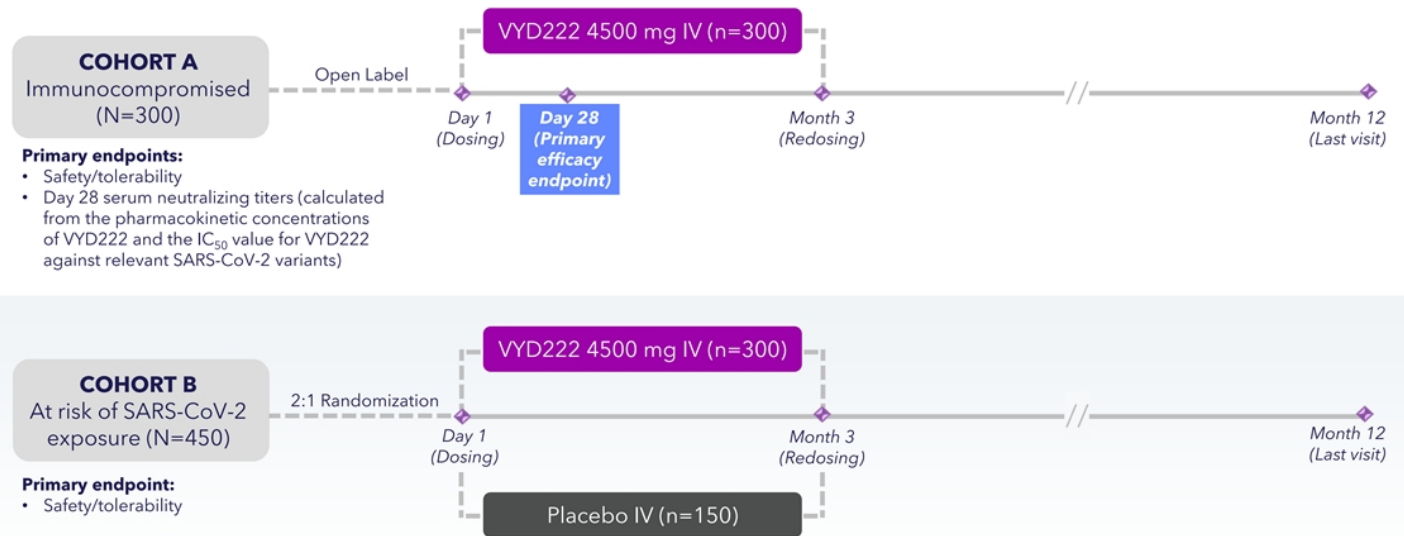 VYD222 4500 mg IV (n=300)
COHORT A
Immunocompromised
(N=300)
Open Label
Day 1
(Dosing)
Day 28
(Primary
efficacy
endpoint)
Month 3
(Redosing)
//
Month 12
(Last visit)
Primary endpoints:
• Safety/tolerability
• Day 28 serum neutralizing titers (calculated
from the pharmacokinetic concentrations
of VYD222 and the IC₅₀ value for VYD222
against relevant SARS-CoV-2 variants)
VYD222 4500 mg IV (n=300)
COHORT B
At risk of SARS-CoV-2
exposure (N=450)
2:1 Randomization
Day 1
(Dosing)
Month 3
(Redosing)
//
Month 12
(Last visit)
Primary endpoint:
• Safety/tolerability
Placebo IV (n=150)